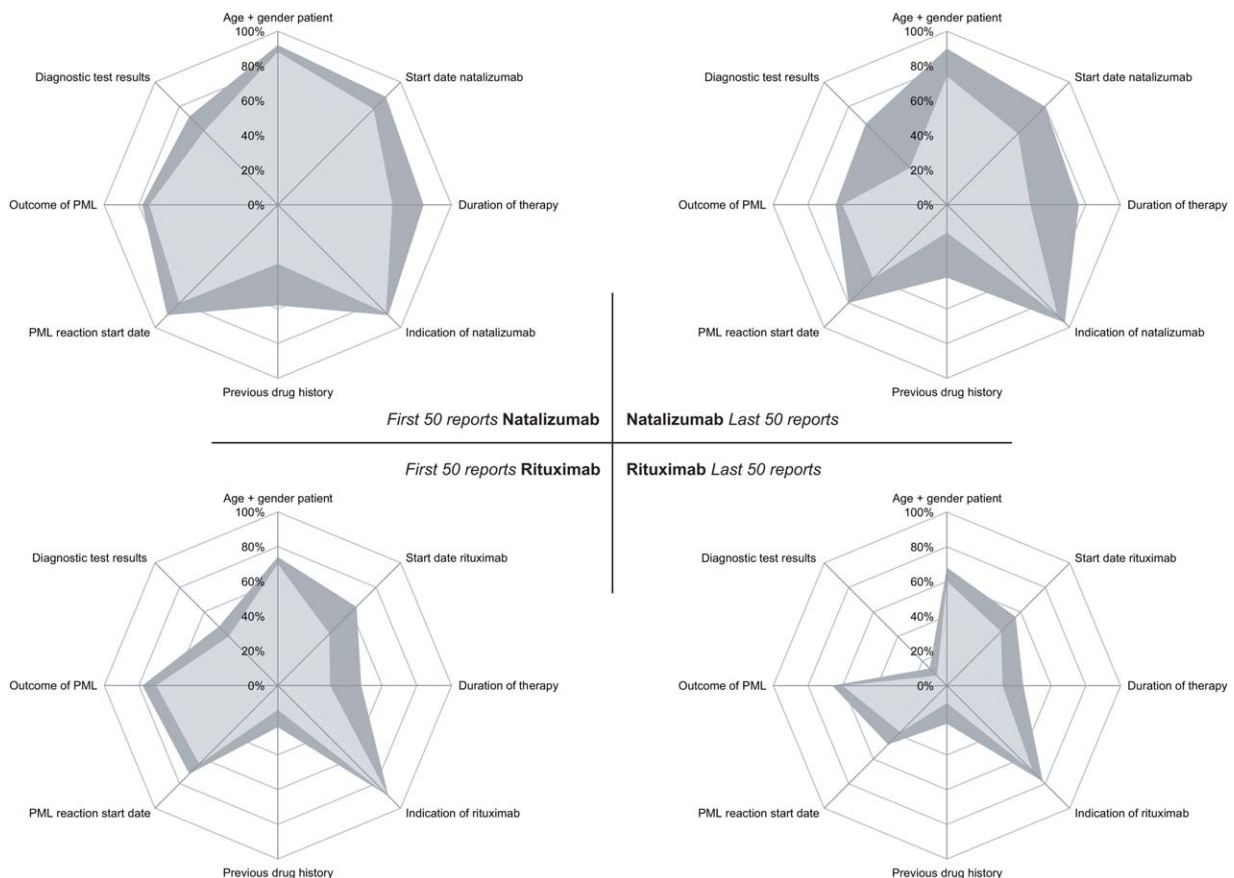 Age + gender patient
100%
80%
60%
40%
20%
0%
Start date natalizumab
Duration of therapy
Indication of natalizumab
Previous drug history
PML reaction start date
Outcome of PML
Diagnostic test results
Age + gender patient
100%
80%
60%
40%
20%
0%
Start date natalizumab
Duration of therapy
Indication of natalizumab
Previous drug history
PML reaction start date
Outcome of PML
Diagnostic test results
First 50 reports Natalizumab
Natalizumab Last 50 reports
First 50 reports Rituximab
Rituximab Last 50 reports
Age + gender patient
100%
80%
60%
40%
20%
0%
Start date rituximab
Duration of therapy
Indication of rituximab
Previous drug history
PML reaction start date
Outcome of PML
Diagnostic test results
Age + gender patient
100%
80%
60%
40%
20%
0%
Start date rituximab
Duration of therapy
Indication of rituximab
Previous drug history
PML reaction start date
Outcome of PML
Diagnostic test results